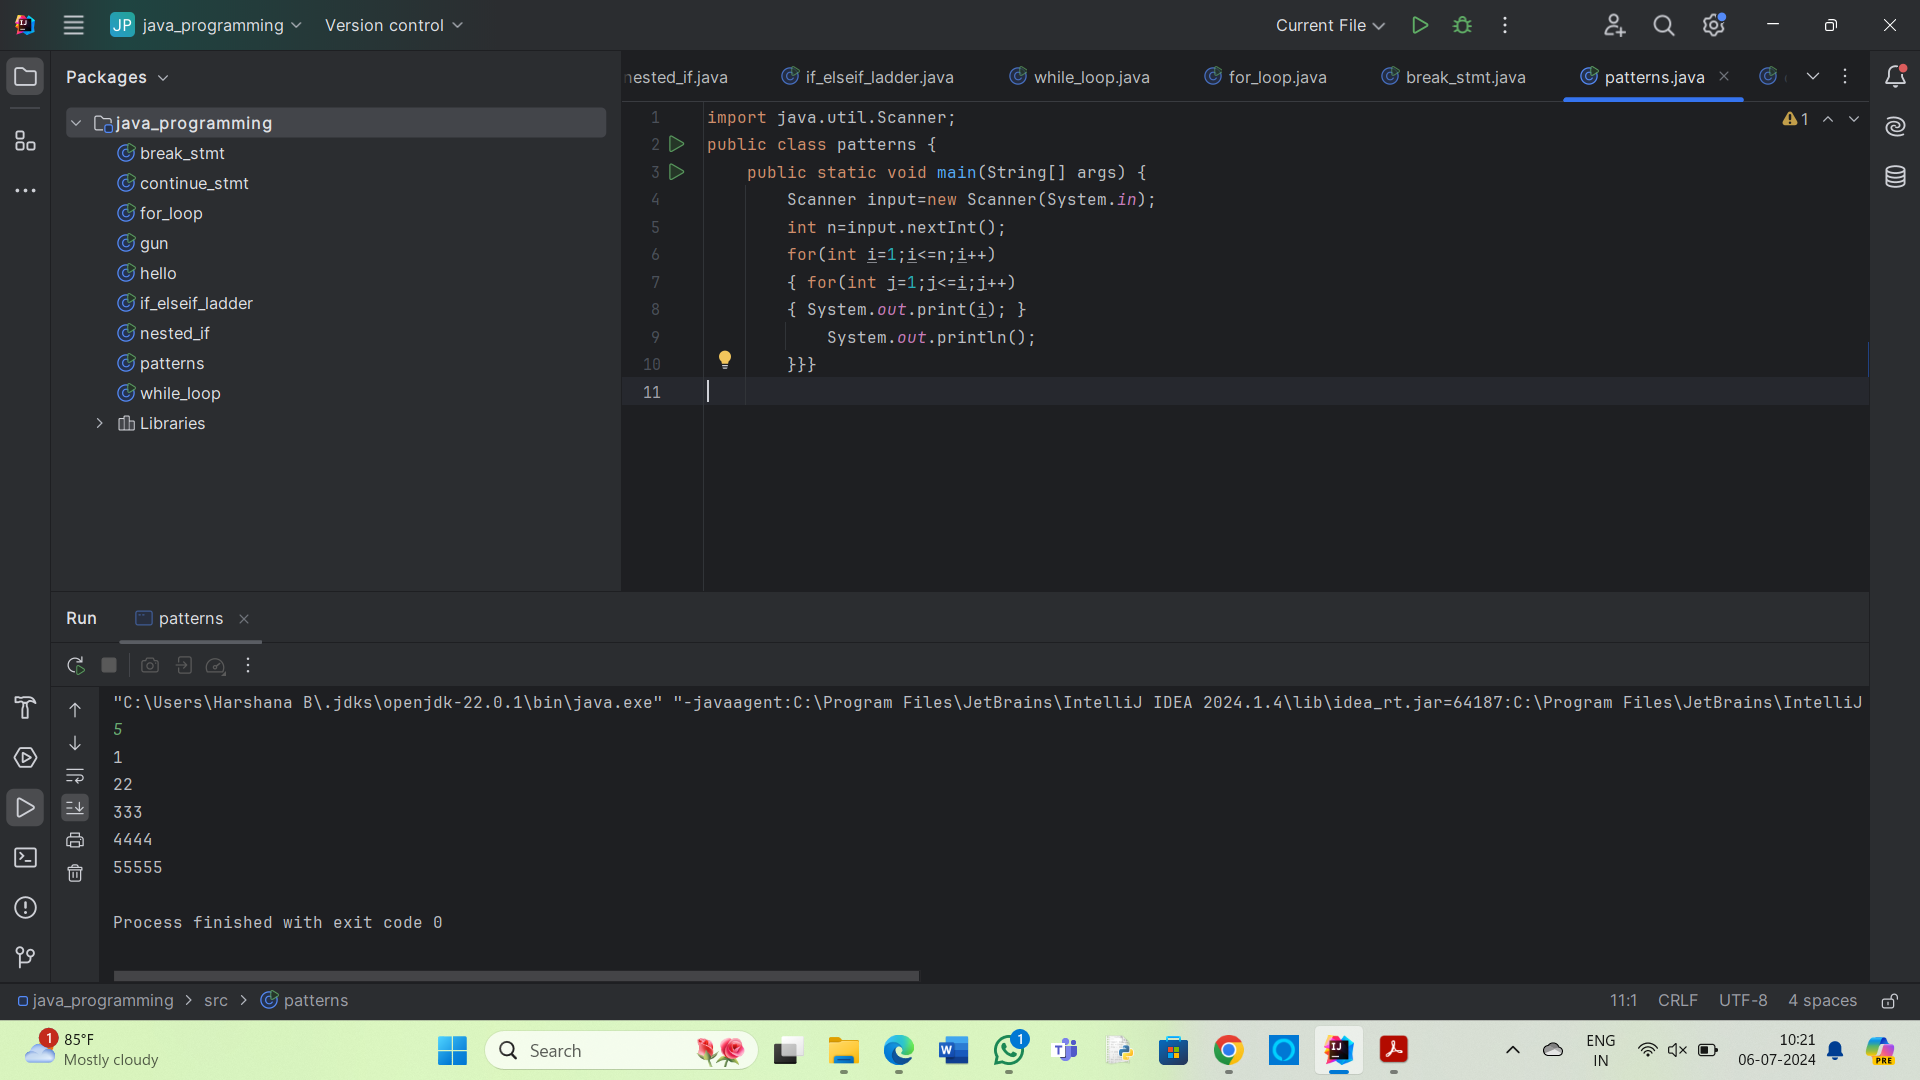 JP java_programming Version control Current File
Packages
nested_if.java if_elseif_ladder.java while_loop.java for_loop.java break_stmt.java patterns.java
java_programming
break_stmt
continue_stmt
for_loop
gun
hello
if_elseif_ladder
nested_if
patterns
while_loop
Libraries
1 import java.util.Scanner;
2 public class patterns {
3 public static void main(String[] args) {
4 Scanner input=new Scanner(System.in);
5 int n=input.nextInt();
6 for(int i=1;i<=n;i++)
7 { for(int j=1;j<=i;j++)
8 { System.out.print(i); }
9 System.out.println();
10 }}}
11
1
Run patterns
"C:\Users\Harshana B\.jdks\openjdk-22.0.1\bin\java.exe" "-javaagent:C:\Program Files\JetBrains\IntelliJ IDEA 2024.1.4\lib\idea_rt.jar=64187:C:\Program Files\JetBrains\IntelliJ
5
1
22
333
4444
55555
Process finished with exit code 0
java_programming > src > patterns 11:1 CRLF UTF-8 4 spaces
1 85°F
Mostly cloudy
Search
1
ENG
IN
10:21
06-07-2024
PRE